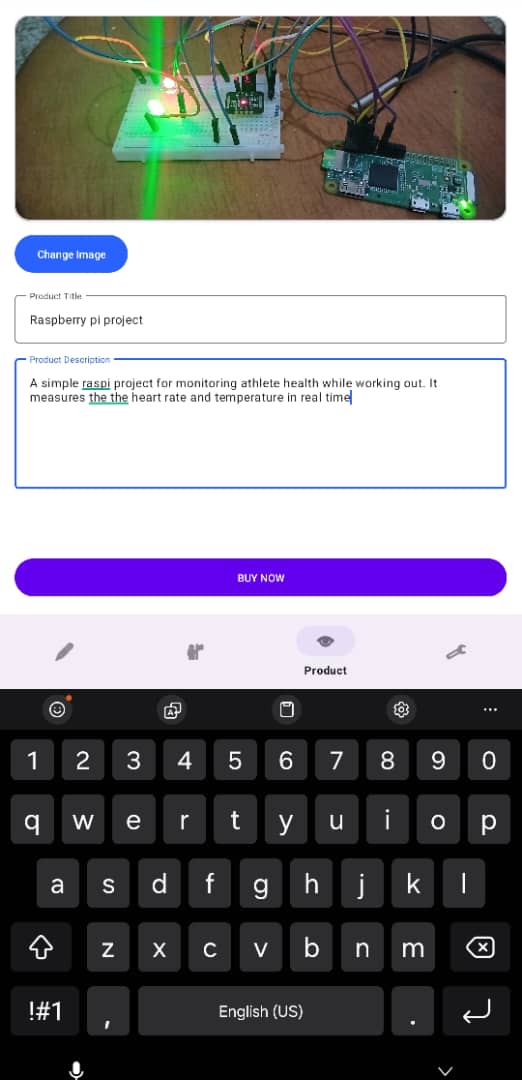 Change Image
Product Title
Raspberry pi project
Product Description
A simple raspi project for monitoring athlete health while working out. It
measures the the heart rate and temperature in real time
BUY NOW
Product
A
1 2 3 4 5 6 7 8 9 0
q w e r t y u i o p
a s d f g h j k l
z x c v b n m
!#1 , English (US) .